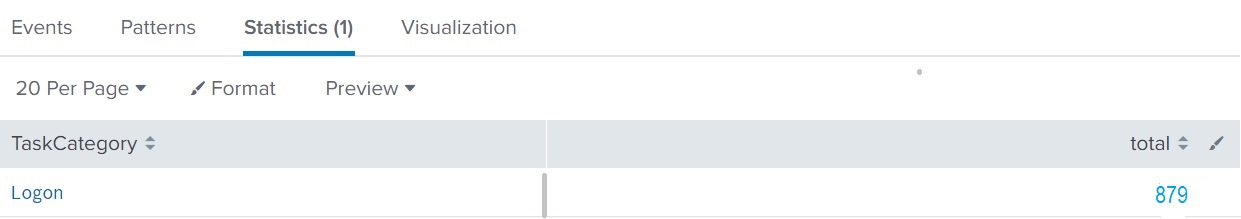 Events Patterns Statistics (1) Visualization
20 Per Page Format Preview
TaskCategory total
Logon 879